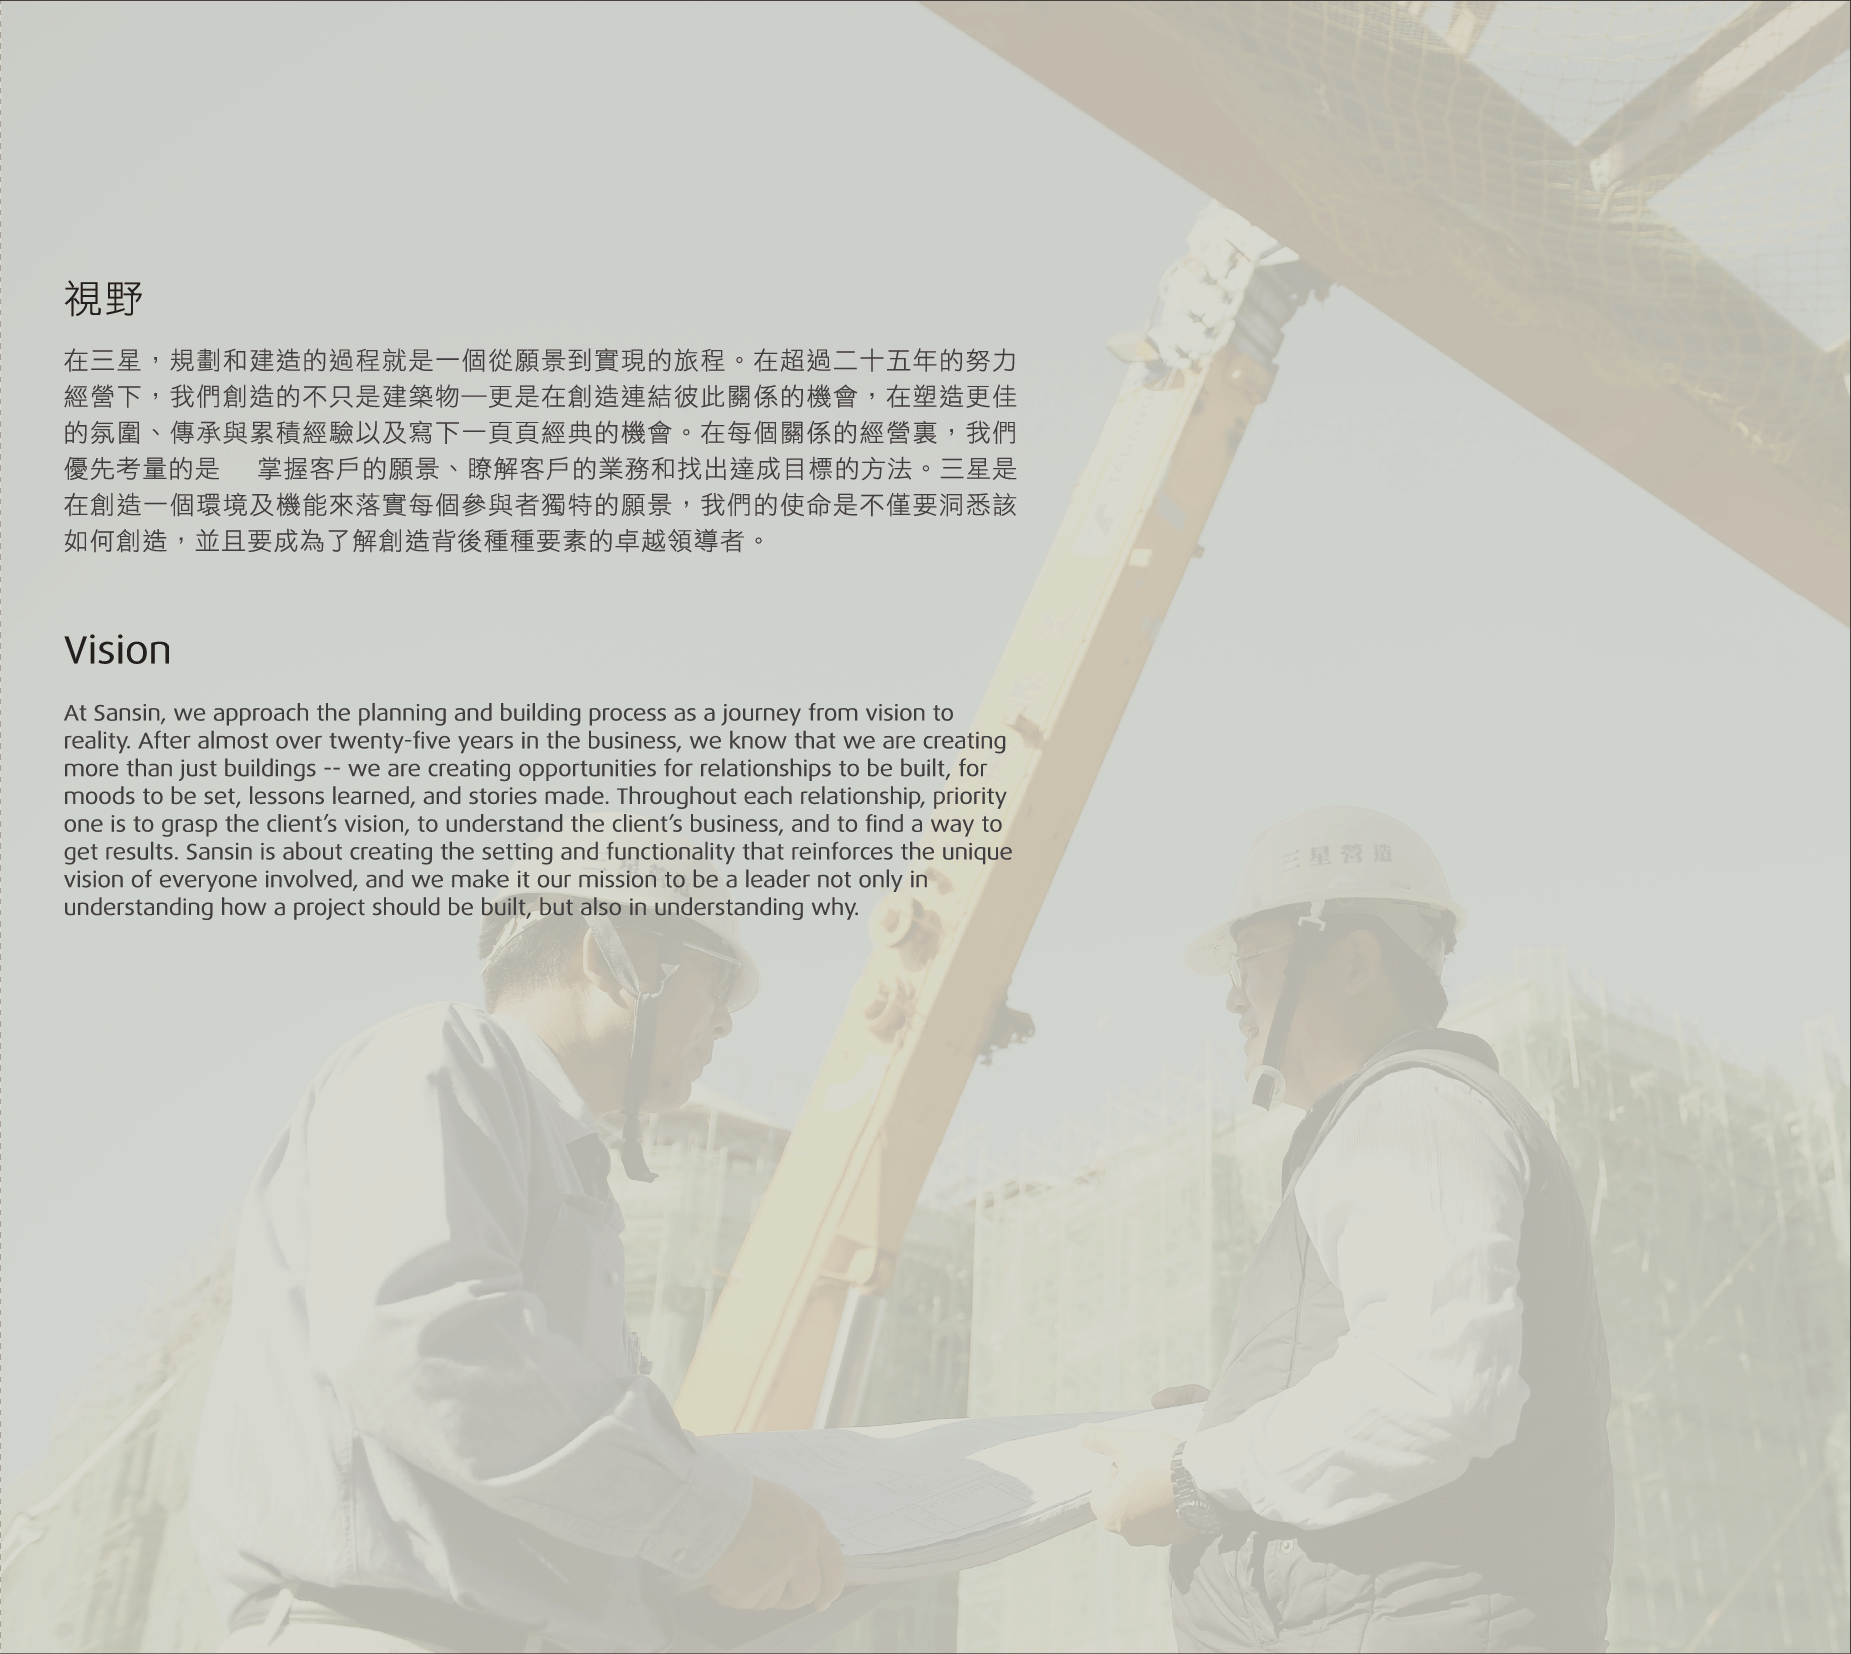 視野
在三星，規劃和建造的過程就是一個從願景到實現的旅程。在超過二十五年的努力
經營下，我們創造的不只是建築物—更是在創造連結彼此關係的機會，在塑造更佳
的氛圍、傳承與累積經驗以及寫下一頁頁經典的機會。在每個關係的經營裏，我們
優先考量的是　掌握客戶的願景、瞭解客戶的業務和找出達成目標的方法。三星是
在創造一個環境及機能來落實每個參與者獨特的願景，我們的使命是不僅要洞悉該
如何創造，並且要成為了解創造背後種種要素的卓越領導者。
Vision
At Sansin, we approach the planning and building process as a journey from vision to
reality. After almost over twenty-five years in the business, we know that we are creating
more than just buildings -- we are creating opportunities for relationships to be built, for
moods to be set, lessons learned, and stories made. Throughout each relationship, priority
one is to grasp the client’s vision, to understand the client’s business, and to find a way to
get results. Sansin is about creating the setting and functionality that reinforces the unique
vision of everyone involved, and we make it our mission to be a leader not only in
understanding how a project should be built, but also in understanding why.
三星營造
三星營造